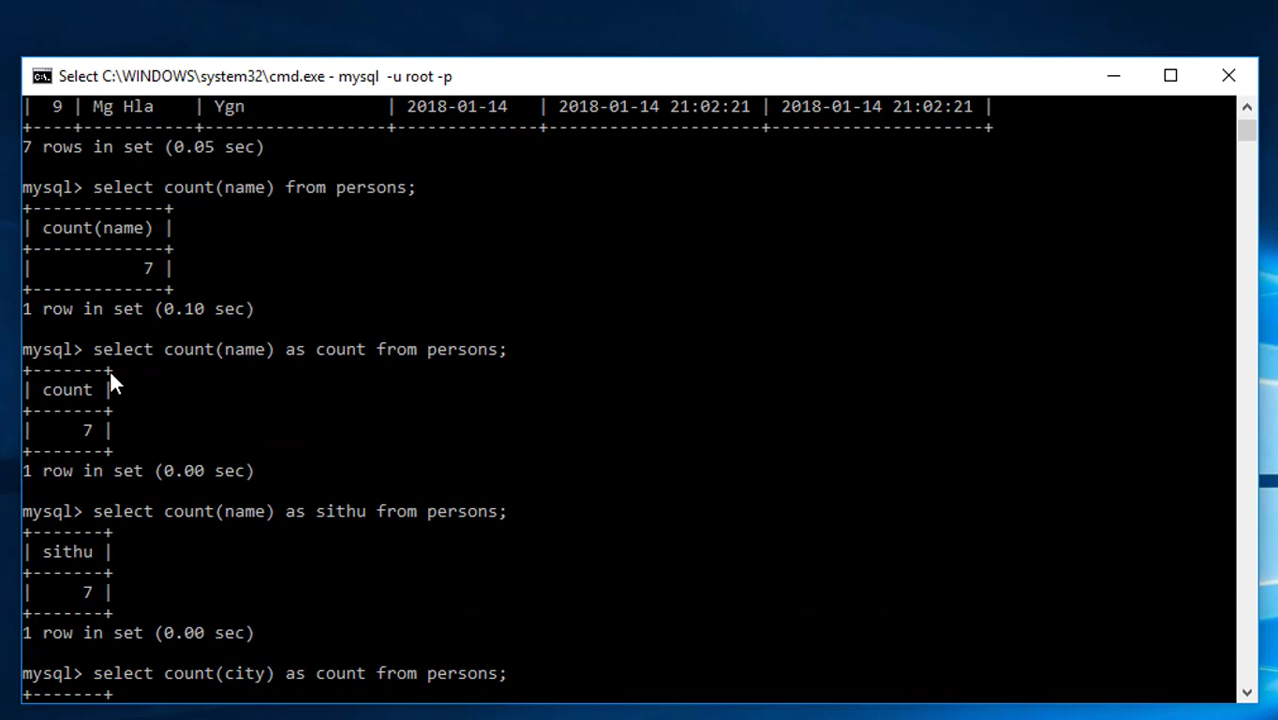 Select C:\WINDOWS\system32\cmd.exe - mysql  -u root -p
|  9 | Mg Hla    | Ygn              | 2018-01-14   | 2018-01-14 21:02:21 | 2018-01-14 21:02:21 |
+----+-----------+------------------+--------------+---------------------+---------------------+
7 rows in set (0.05 sec)
mysql> select count(name) from persons;
+-------------+
| count(name) |
+-------------+
|           7 |
+-------------+
1 row in set (0.10 sec)
mysql> select count(name) as count from persons;
+-------+
| count |
+-------+
|     7 |
+-------+
1 row in set (0.00 sec)
mysql> select count(name) as sithu from persons;
+-------+
| sithu |
+-------+
|     7 |
+-------+
1 row in set (0.00 sec)
mysql> select count(city) as count from persons;
+-------+